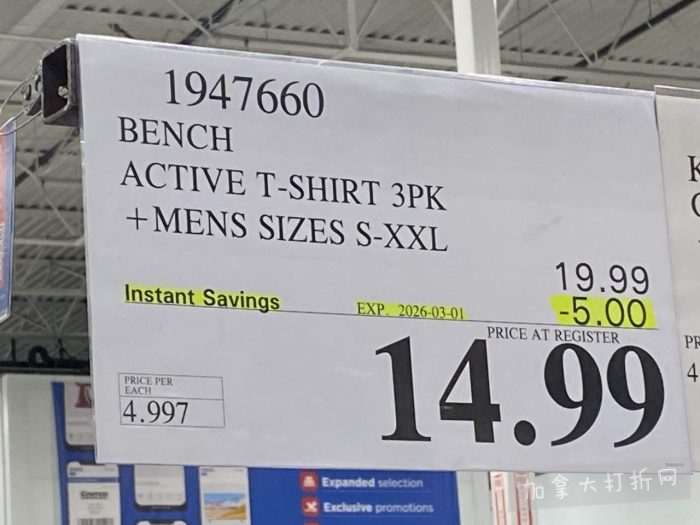 1947660
BENCH
ACTIVE T-SHIRT 3PK
+MENS SIZES S-XXL
19.99
Instant Savings EXP. 2026-03-01 -5.00
PRICE AT REGISTER
14.99
PRICE PER
EACH
4.997
K
PR
4
Expanded selection
Exclusive promotions
加拿大打折网